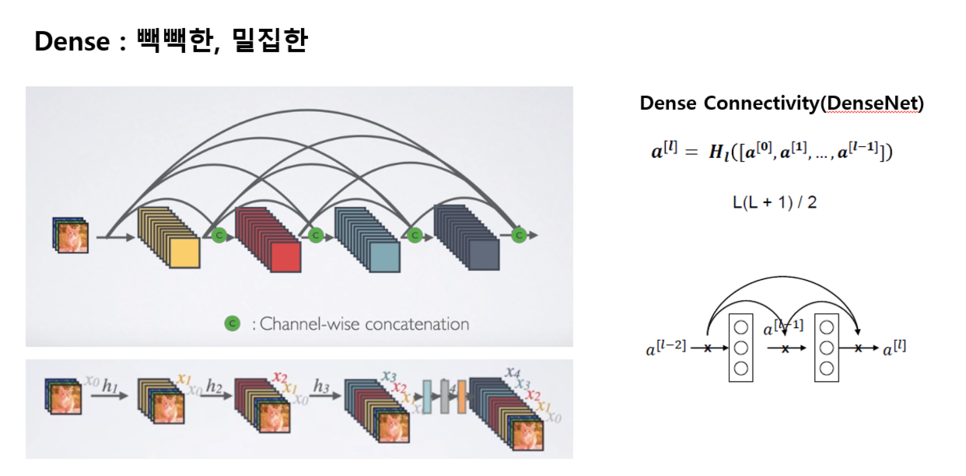 Dense : 빽빽한, 밀집한
Dense Connectivity(DenseNet)
a^[l] = H_l([a^[0], a^[1], ..., a^[l-1]])
L(L + 1) / 2
C C C C
C : Channel-wise concatenation
a^[l-2] x a^[l-1] x x a^[l]
x₀ h₁ x₁ x₀ h₂ x₂ x₁ x₀ h₃ x₃ x₂ x₁ x₄ x₃ x₂ x₁ x₀